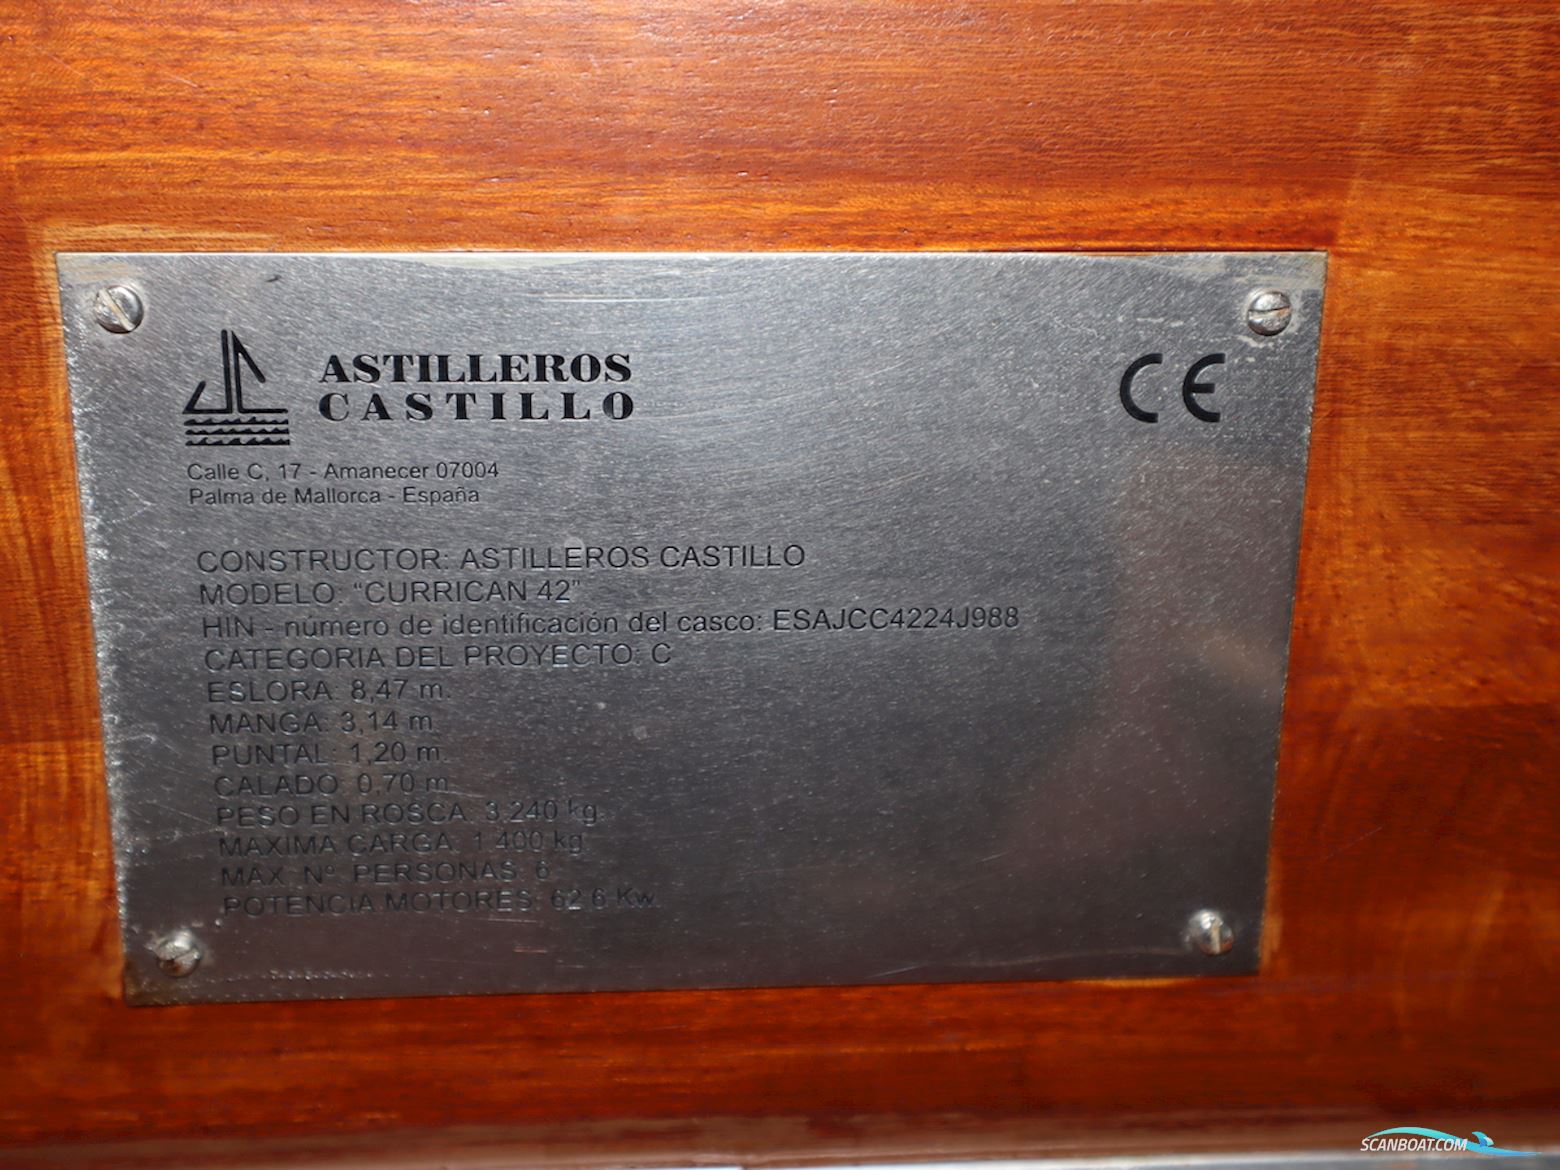 ASTILLEROS
CASTILLO
CE
Calle C, 17 - Amanecer 07004
Palma de Mallorca - España
CONSTRUCTOR: ASTILLEROS CASTILLO
MODELO: “CURRICAN 42”
HIN - número de identificación del casco: ESAJCC4224J988
CATEGORIA DEL PROYECTO: C
ESLORA: 8,47 m.
MANGA: 3,14 m.
PUNTAL: 1,20 m.
CALADO: 0,70 m.
PESO EN ROSCA: 3.240 kg.
MAXIMA CARGA: 1.400 kg.
MAX. Nº PERSONAS: 6
POTENCIA MOTORES: 62,6 Kw.
SCANBOAT.COM